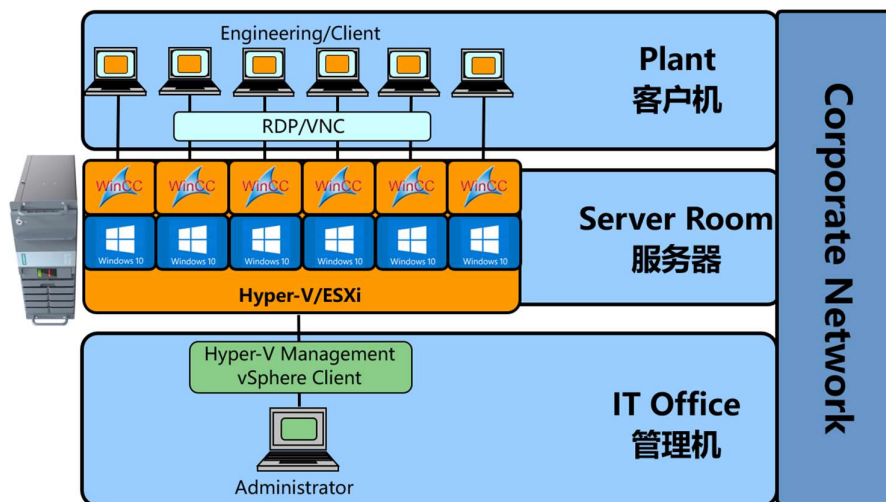 Engineering/Client
Plant
客户机
RDP/VNC
WinCC WinCC WinCC WinCC WinCC WinCC
Windows 10 Windows 10 Windows 10 Windows 10 Windows 10 Windows 10
Hyper-V/ESXi
Server Room
服务器
Hyper-V Management
vSphere Client
Administrator
IT Office
管理机
Corporate Network